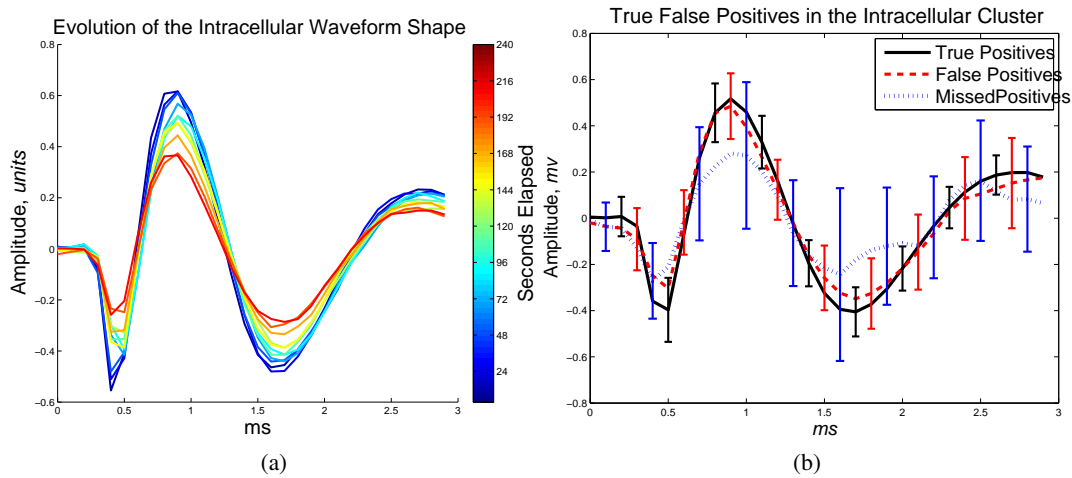 Evolution of the Intracellular Waveform Shape
0.8
0.6
0.4
0.2
0
-0.2
-0.4
-0.6
Amplitude, units
0 0.5 1 1.5 2 2.5 3
ms
240
216
192
168
144
120
96
72
48
24
Seconds Elapsed
(a)
True False Positives in the Intracellular Cluster
0.8
0.6
0.4
0.2
0
-0.2
-0.4
-0.6
-0.8
Amplitude, mv
True Positives
False Positives
MissedPositives
0 0.5 1 1.5 2 2.5 3
ms
(b)